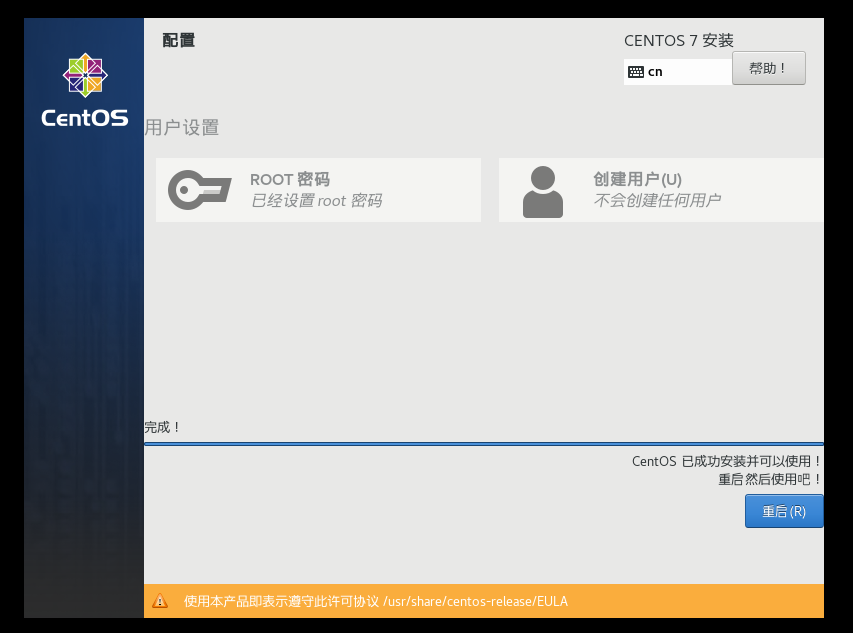 配置
CENTOS 7 安装
cn
帮助！
CentOS
用户设置
ROOT 密码
已经设置 root 密码
创建用户(U)
不会创建任何用户
完成！
CentOS 已成功安装并可以使用！
重启然后使用吧！
重启(R)
使用本产品即表示遵守此许可协议 /usr/share/centos-release/EULA